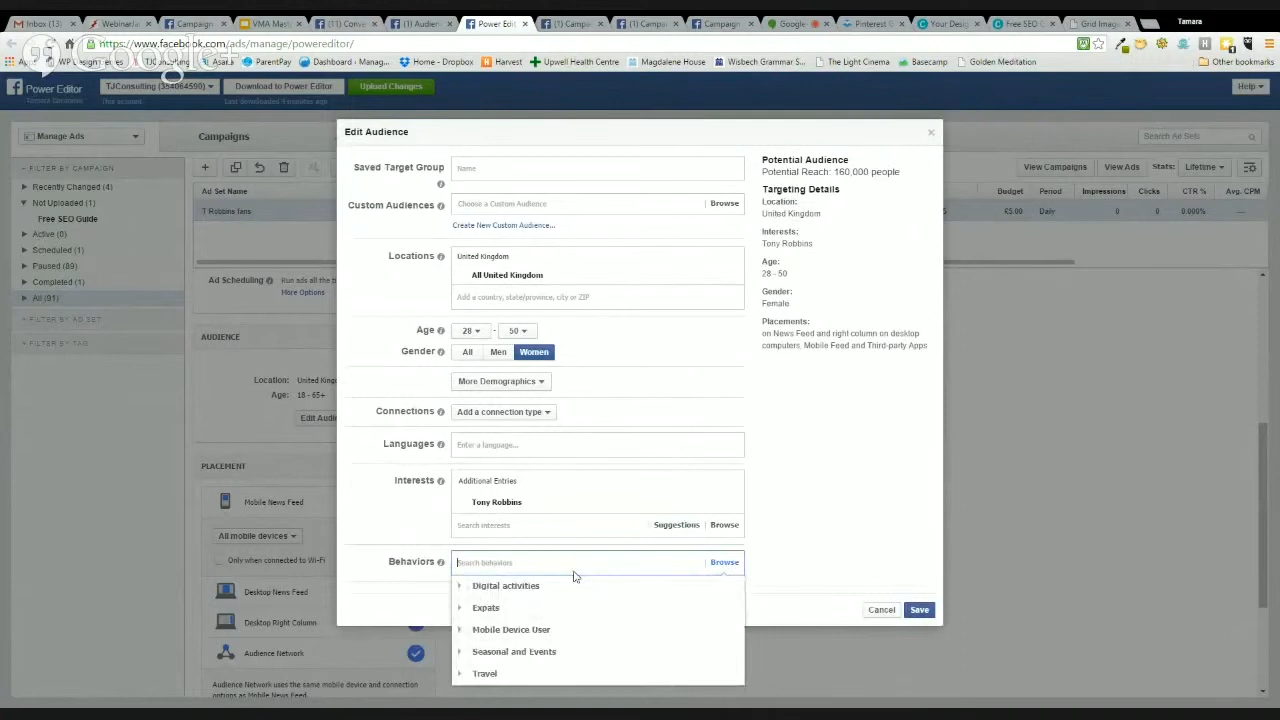 Inbox (13)
Webinar/
Campaign
VMA Mast
(11) Conve
(1) Audien
Power Edit
(1) Campa
(1) Campa
Campaign
Google
Pinterest
Your Desig
Free SEO G
Grid Imag
Tamara
https://www.facebook.com/ads/manage/powereditor/
Google+
Apps
WP Designer
TJConsulting
Asana
ParentPay
Dashboard ‹ Manag...
Home - Dropbox
Harvest
Upwell Health Centre
Magdalene House
Wisbech Grammar S...
The Light Cinema
Basecamp
Golden Meditation
Other bookmarks
Power Editor
TJConsulting (354064590)
Download to Power Editor
Upload Changes
Help
This account
Last downloaded 4 minutes ago
Manage Ads
Campaigns
Search Ad Sets
FILTER BY CAMPAIGN
Recently Changed (4)
Not Uploaded (1)
Free SEO Guide
Active (0)
Scheduled (1)
Paused (89)
Completed (1)
All (91)
FILTER BY AD SET
FILTER BY TAG
View Campaigns
View Ads
Stats:
Lifetime
Ad Set Name
Budget
Period
Impressions
Clicks
CTR %
Avg. CPM
T Robbins fans
£5.00
Daily
0
0
0.000%
—
Ad Scheduling
Run ads all the
More Options
AUDIENCE
Location:
United Kingd
Age:
18 - 65+
Edit Audie
PLACEMENT
Mobile News Feed
All mobile devices
Only when connected to Wi-Fi
Desktop News Feed
Desktop Right Column
Audience Network
Audience Network uses the same mobile device and connection
options as Mobile News Feed.
Edit Audience
Saved Target Group
Name
Custom Audiences
Choose a Custom Audience
Browse
Create New Custom Audience...
Locations
United Kingdom
All United Kingdom
Add a country, state/province, city or ZIP
Age
28
-
50
Gender
All
Men
Women
More Demographics
Connections
Add a connection type
Languages
Enter a language...
Interests
Additional Entries
Tony Robbins
Search interests
Suggestions
Browse
Behaviors
Search behaviors
Browse
Digital activities
Expats
Mobile Device User
Seasonal and Events
Travel
Potential Audience
Potential Reach: 160,000 people
Targeting Details
Location:
United Kingdom
Interests:
Tony Robbins
Age:
28 - 50
Gender:
Female
Placements:
on News Feed and right column on desktop
computers, Mobile Feed and Third-party Apps
Cancel
Save